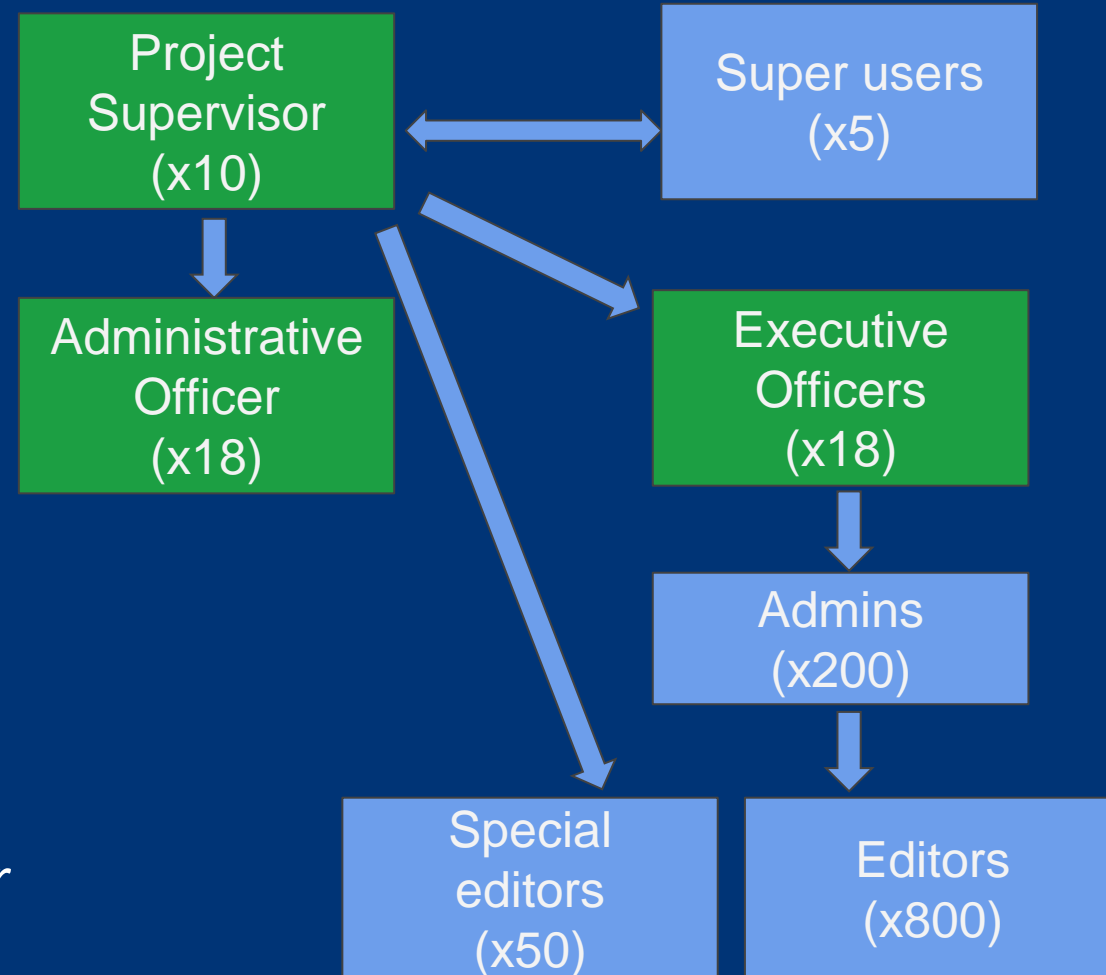 Project
Supervisor
(x10)
Super users
(x5)
Administrative
Officer
(x18)
Executive
Officers
(x18)
Admins
(x200)
Special
editors
(x50)
Editors
(x800)